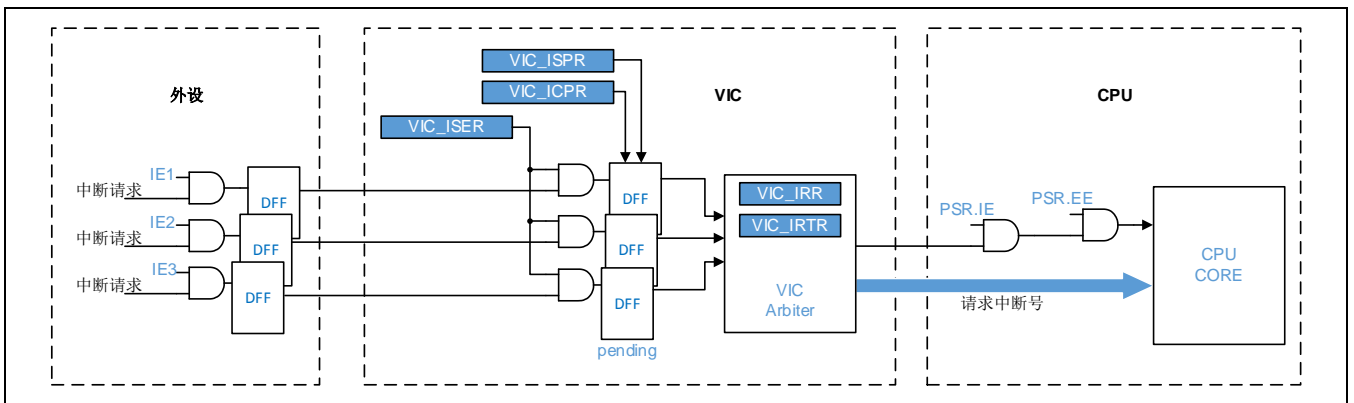 外设
VIC
CPU
VIC_ISPR
VIC_ICPR
VIC_ISER
IE1
中断请求
DFF
IE2
中断请求
DFF
IE3
中断请求
DFF
DFF
DFF
DFF
pending
VIC_IRR
VIC_IRTR
VIC
Arbiter
PSR.IE
PSR.EE
请求中断号
CPU
CORE